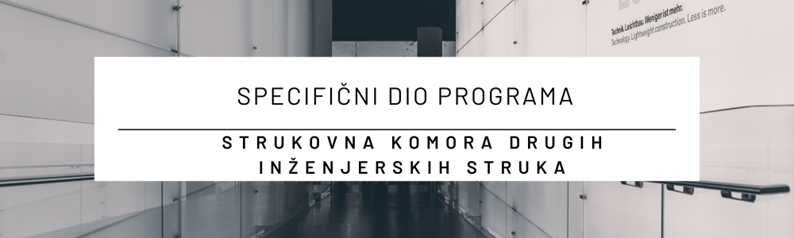 Technik. Leichtbau. Weniger ist mehr.
Technology. Lightweight construction. Less is more.
SPECIFIČNI DIO PROGRAMA
STRUKOVNA KOMORA DRUGIH
INŽENJERSKIH STRUKA